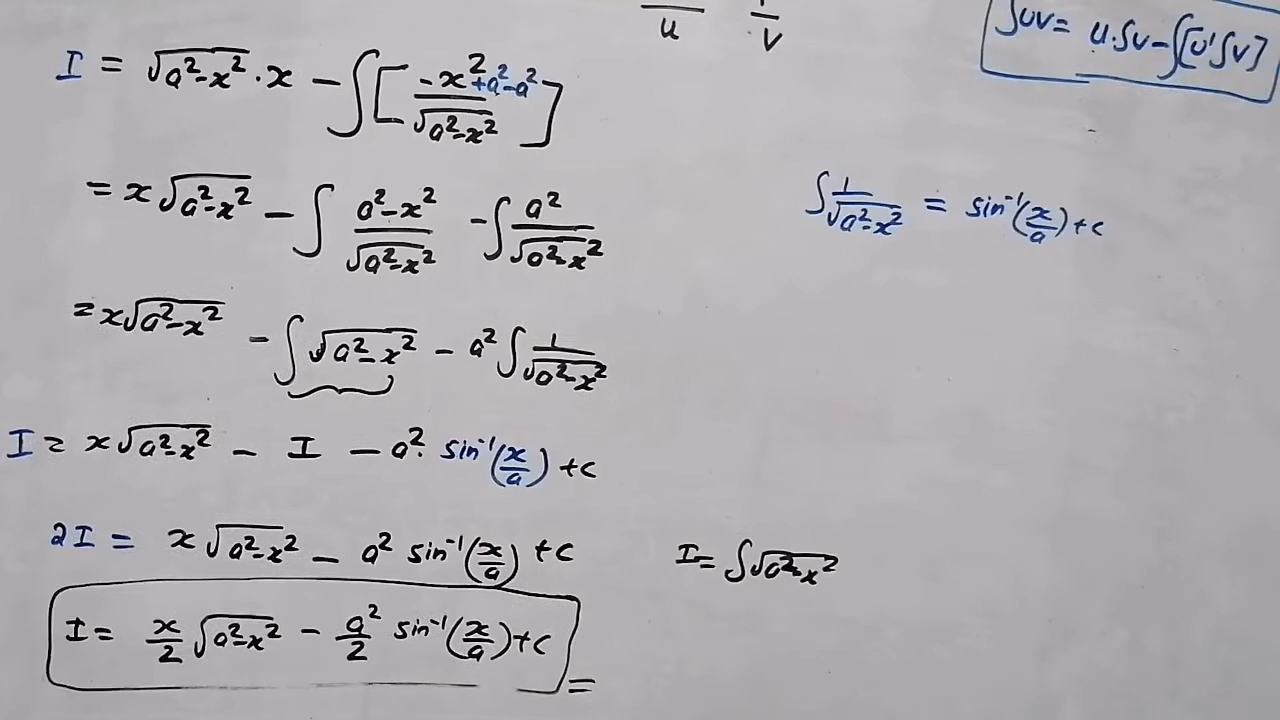 u 1/v
∫uv = u.∫v - ∫[u'∫v]
I = √(a²-x²) · x - ∫[(-x²+a²-a²)/√(a²-x²)]
= x√(a²-x²) - ∫ (a²-x²)/√(a²-x²) - ∫ a²/√(a²-x²)
∫ 1/√(a²-x²) = sin⁻¹(x/a) + c
= x√(a²-x²) - ∫√(a²-x²) - a² ∫ 1/√(a²-x²)
I = x√(a²-x²) - I - a². sin⁻¹(x/a) + c
2I = x√(a²-x²) - a² sin⁻¹(x/a) + c
I = ∫√(a²-x²)
I = x/2 √(a²-x²) - a²/2 sin⁻¹(x/a) + c =